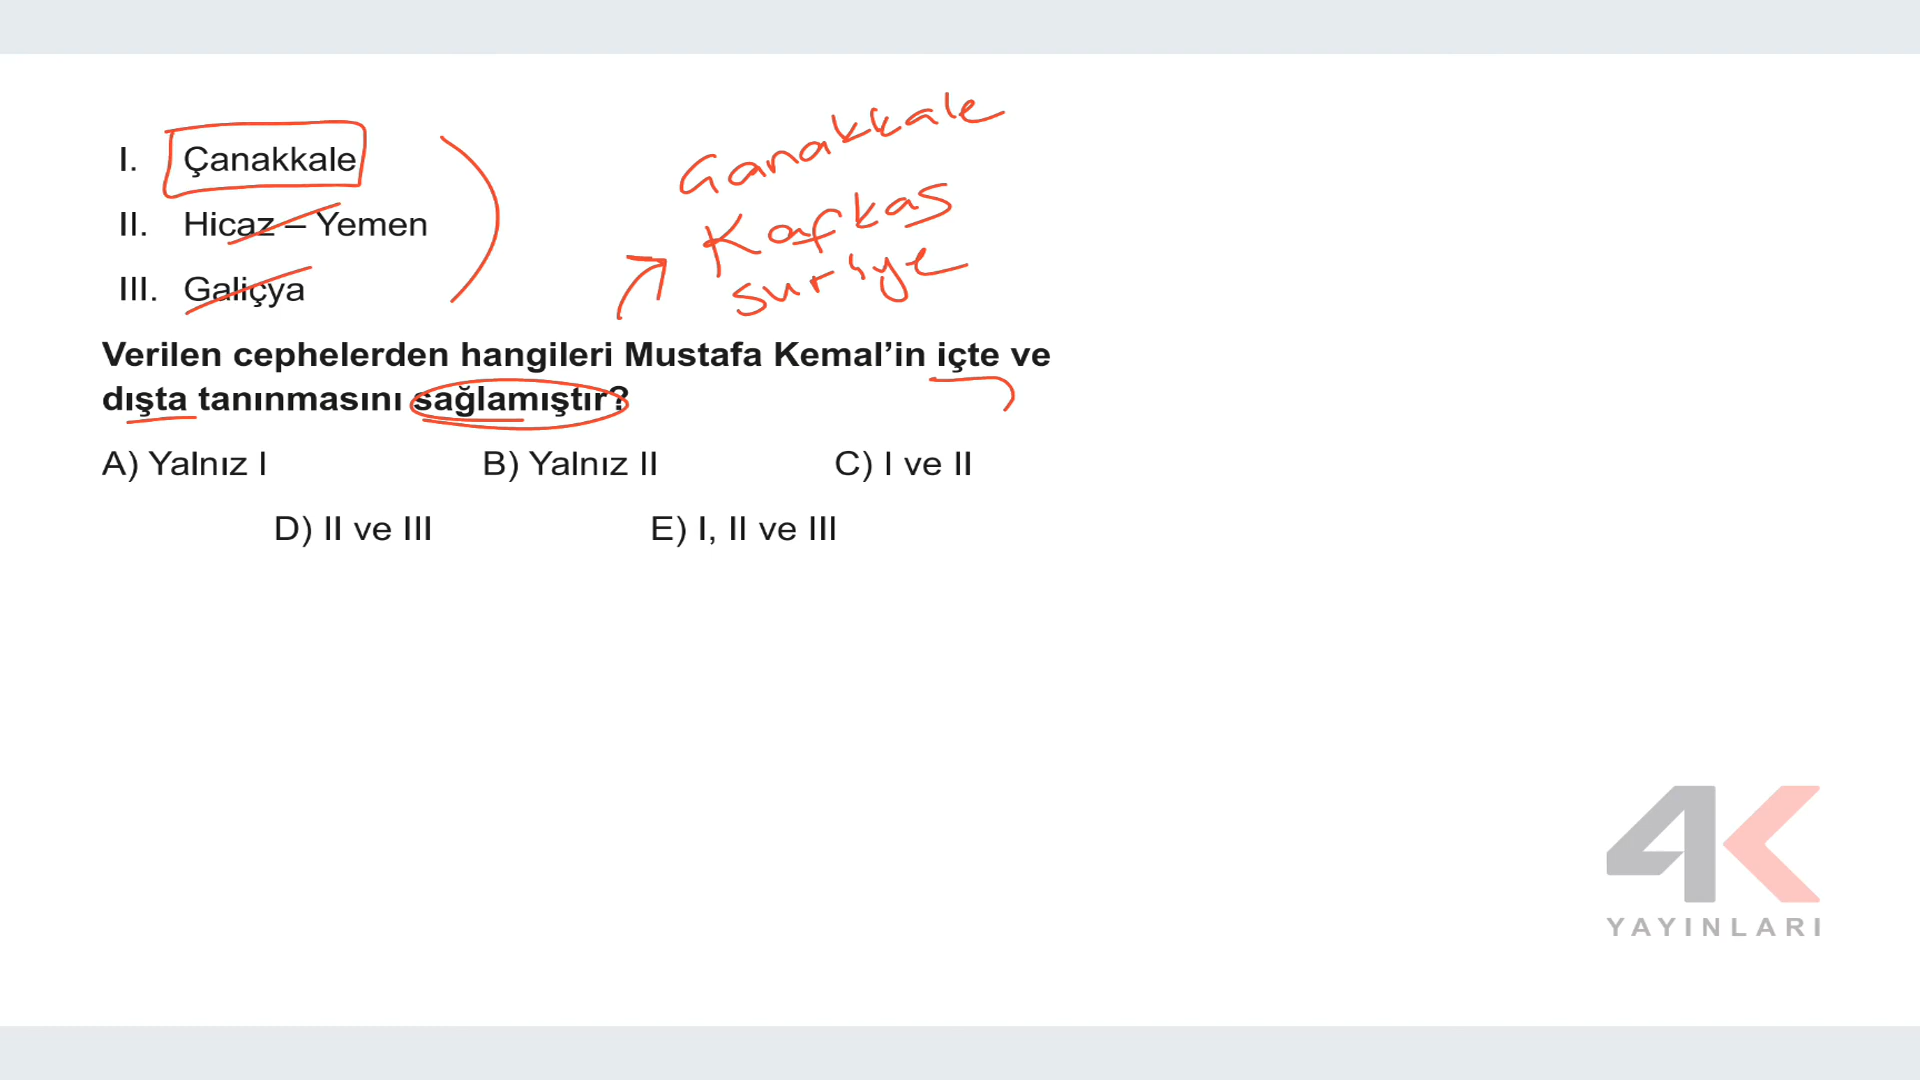 I. Çanakkale
II. Hicaz – Yemen
III. Galiçya
Çanakkale
Kafkas
suriye
Verilen cephelerden hangileri Mustafa Kemal’in içte ve
dışta tanınmasını sağlamıştır?
A) Yalnız I B) Yalnız II C) I ve II
D) II ve III E) I, II ve III
4K
YAYINLARI